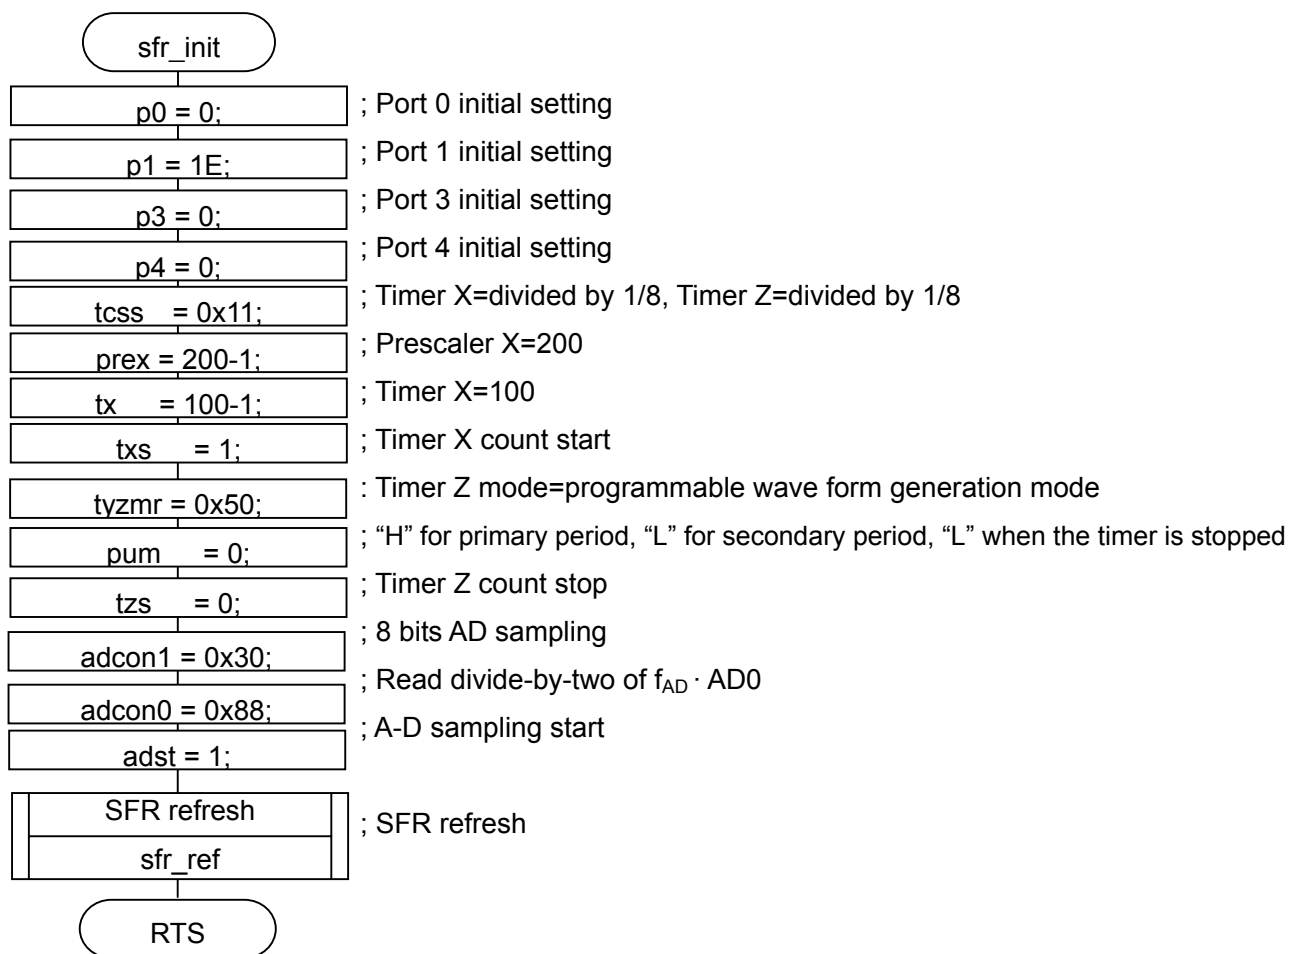 sfr_init
p0 = 0; ; Port 0 initial setting
p1 = 1E; ; Port 1 initial setting
p3 = 0; ; Port 3 initial setting
p4 = 0; ; Port 4 initial setting
tcss = 0x11; ; Timer X=divided by 1/8, Timer Z=divided by 1/8
prex = 200-1; ; Prescaler X=200
tx = 100-1; ; Timer X=100
txs = 1; ; Timer X count start
tyzmr = 0x50; : Timer Z mode=programmable wave form generation mode
pum = 0; ; “H” for primary period, “L” for secondary period, “L” when the timer is stopped
tzs = 0; ; Timer Z count stop
adcon1 = 0x30; ; 8 bits AD sampling
adcon0 = 0x88; ; Read divide-by-two of fAD · AD0
adst = 1; ; A-D sampling start
SFR refresh
; SFR refresh
sfr_ref
RTS